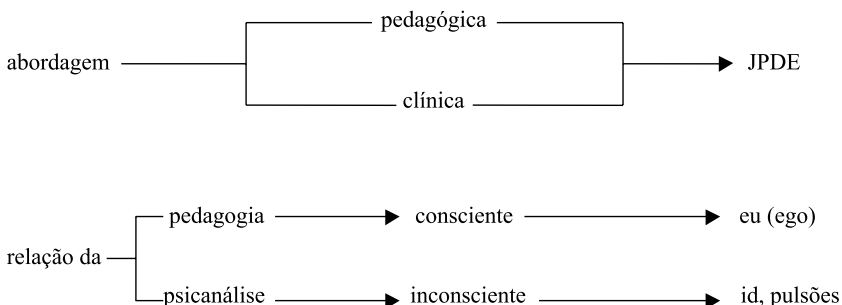 pedagógica
abordagem JPDE
clínica
pedagogia consciente eu (ego)
relação da
psicanálise inconsciente id, pulsões